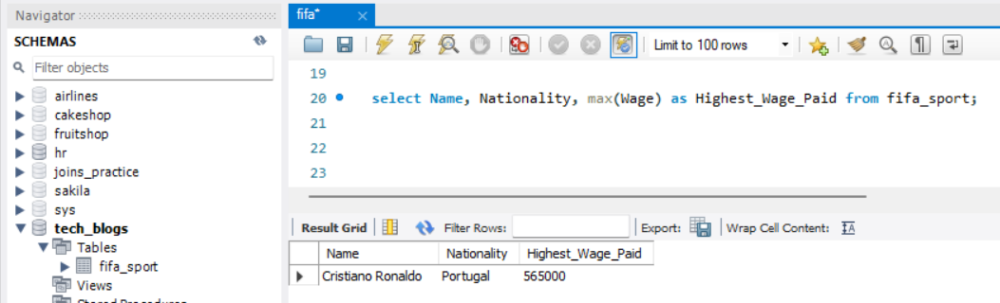 Navigator
SCHEMAS
Filter objects
airlines
cakeshop
fruitshop
hr
joins_practice
sakila
sys
tech_blogs
Tables
fifa_sport
Views
Stored Procedures
fifa*
Limit to 100 rows
19
20 select Name, Nationality, max(Wage) as Highest_Wage_Paid from fifa_sport;
21
22
23
Result Grid Filter Rows: Export: Wrap Cell Content:
Name Nationality Highest_Wage_Paid
Cristiano Ronaldo Portugal 565000